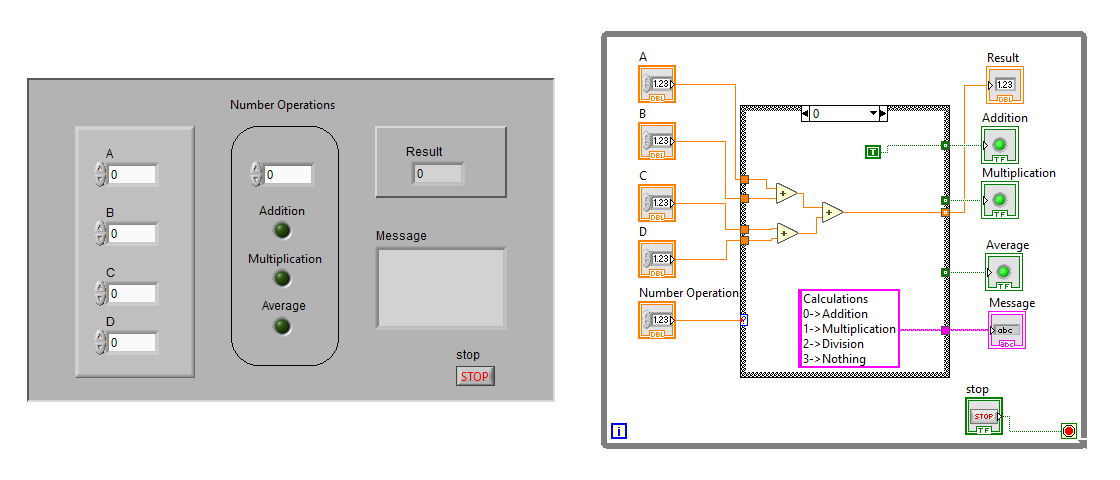 Number Operations
A
0
B
0
C
0
D
0
0
Addition
Multiplication
Average
Result
0
Message
stop
STOP
A
1.23
DBL
B
1.23
DBL
C
1.23
DBL
D
1.23
DBL
Number Operation
1.23
DBL
?
0
T
+
+
+
Calculations
0->Addition
1->Multiplication
2->Division
3->Nothing
Result
1.23
DBL
Addition
TF
Multiplication
TF
Average
TF
Message
abc
abc
stop
STOP
TF
i